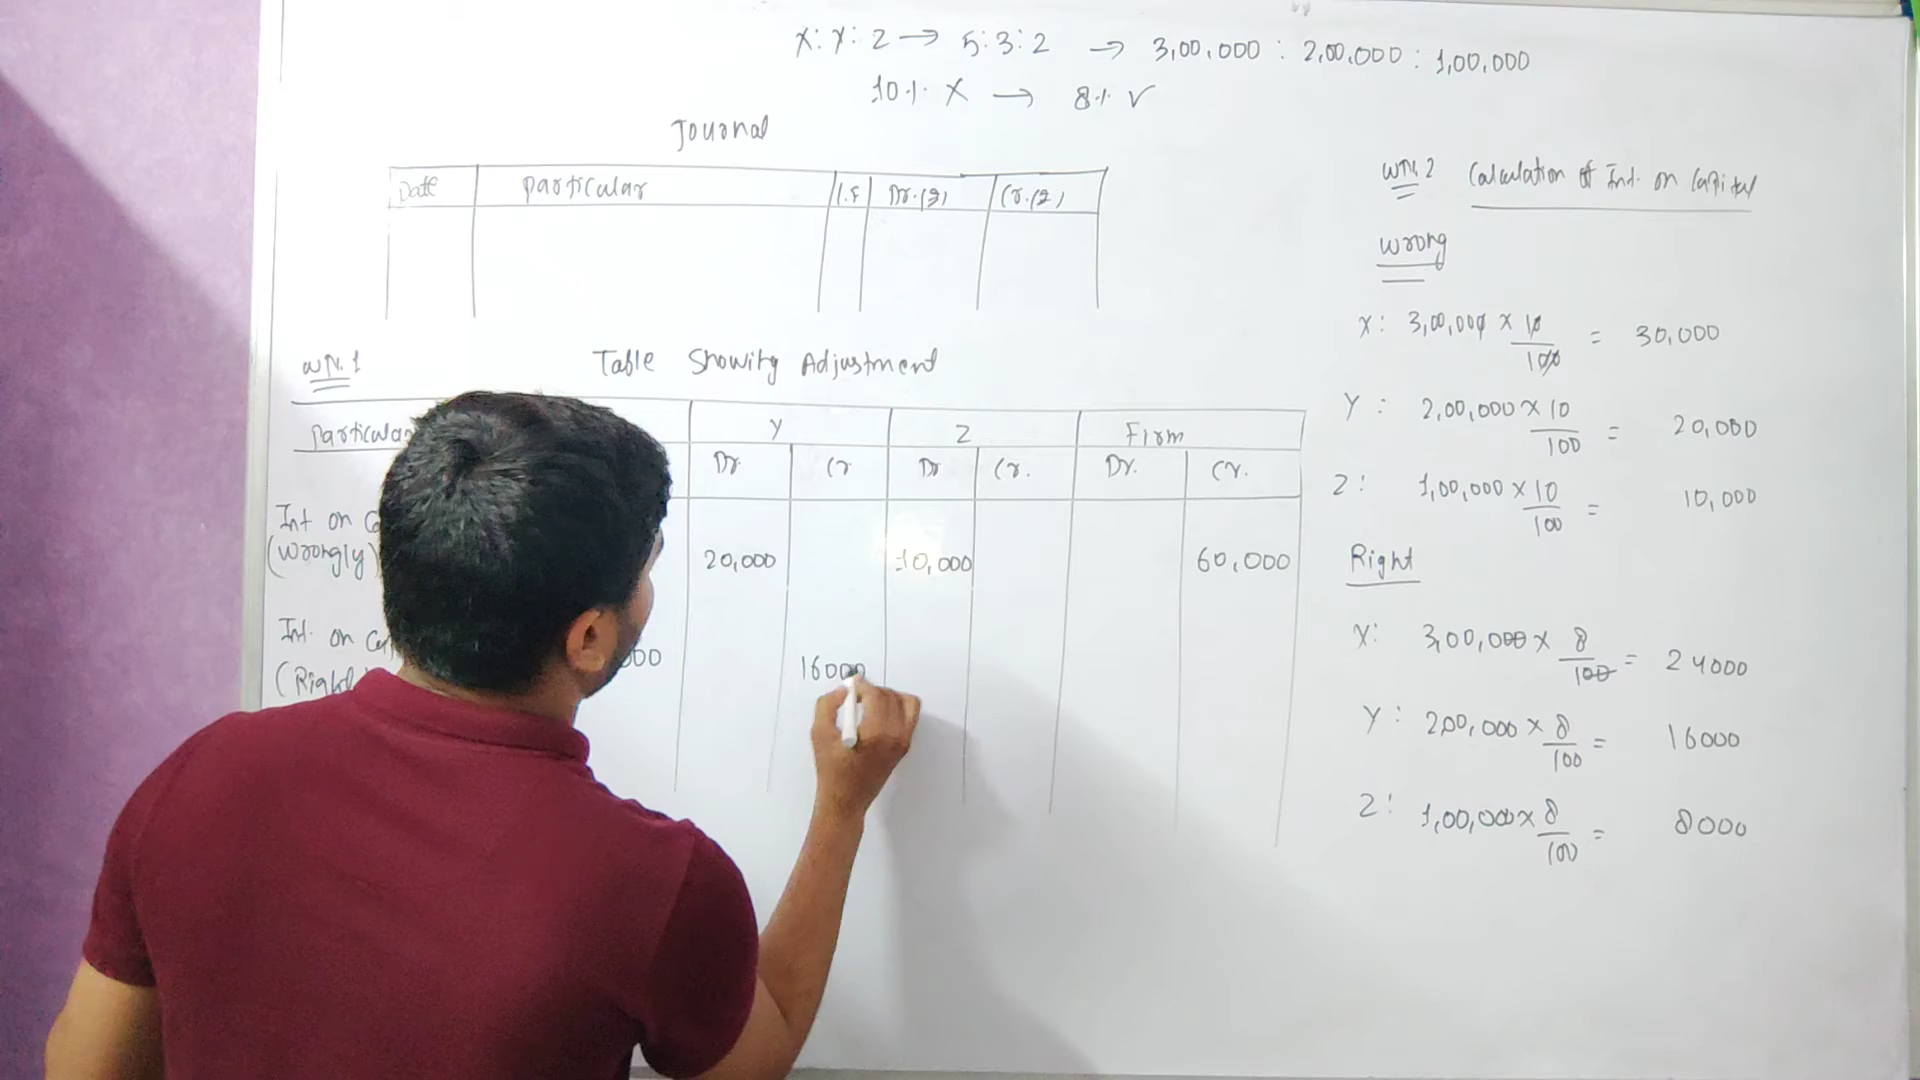 X : Y : Z → 5 : 3 : 2 → 3,00,000 : 2,00,000 : 1,00,000
10% X → 8% ✓
Journal
Date Particular L.F Dr.(₹) Cr.(₹)
WN.1 Table Showing Adjustment
Particular Y Z Firm
Dr. Cr Dr Cr. Dr. Cr.
Int on
(Wrongly) 20,000 10,000 60,000
Int. on
16000
WN.2 Calculation of Int. on Capital
Wrong
X : 3,00,000 × 10/100 = 30,000
Y : 2,00,000 × 10/100 = 20,000
Z : 1,00,000 × 10/100 = 10,000
Right
X : 3,00,000 × 8/100 = 24000
Y : 2,00,000 × 8/100 = 16000
Z : 1,00,000 × 8/100 = 8000